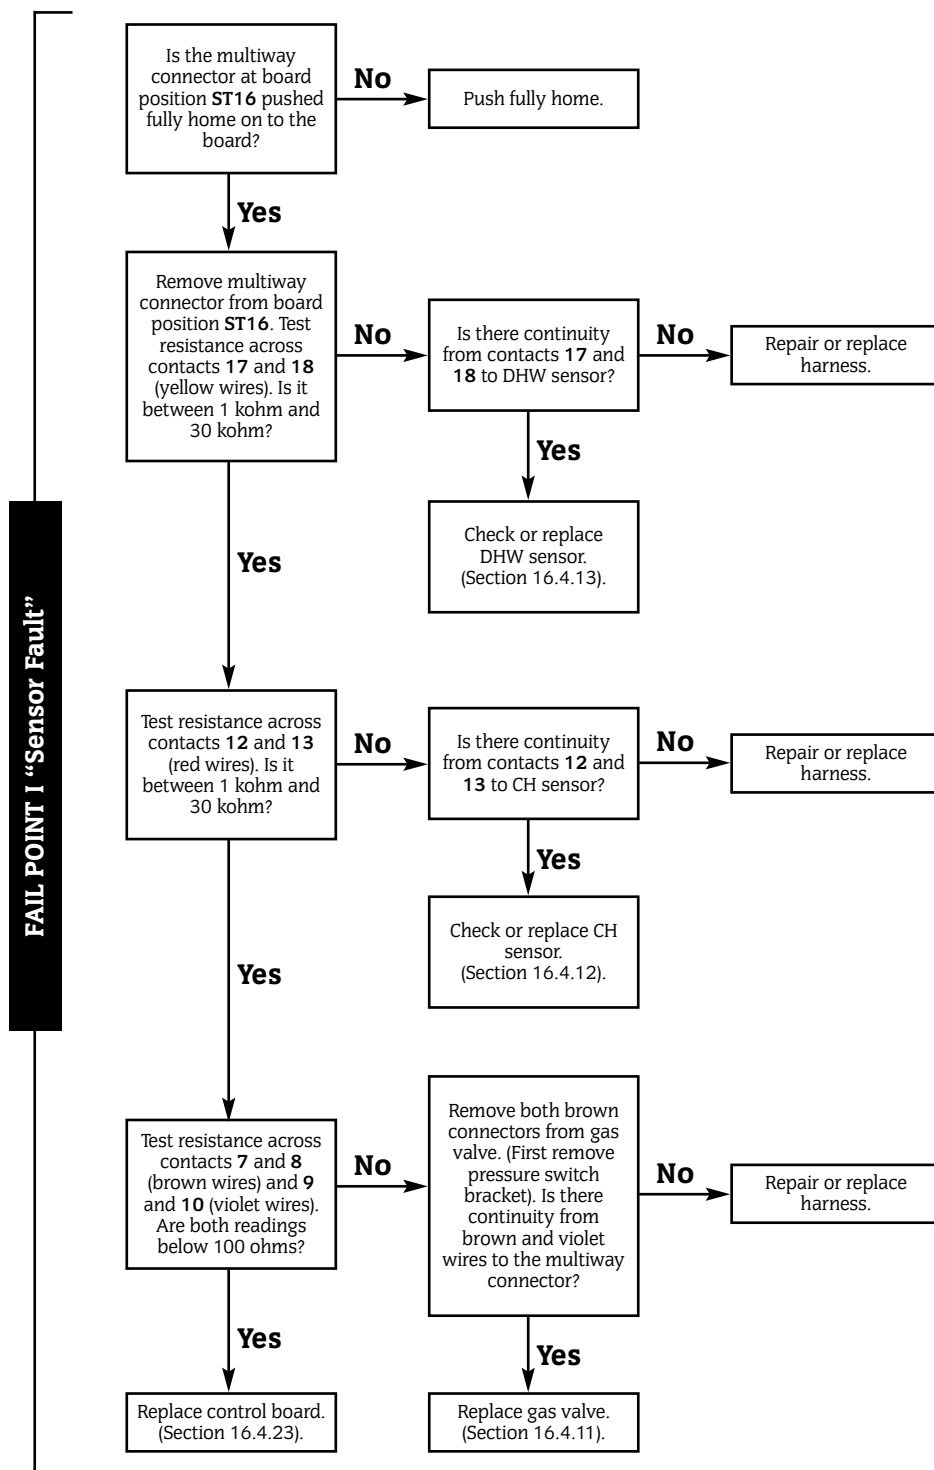 FAIL POINT I “Sensor Fault”
Is the multiway
connector at board
position ST16 pushed
fully home on to the
board?
No
Push fully home.
Yes
Remove multiway
connector from board
position ST16. Test
resistance across
contacts 17 and 18
(yellow wires). Is it
between 1 kohm and
30 kohm?
No
Is there continuity
from contacts 17 and
18 to DHW sensor?
No
Repair or replace
harness.
Yes
Check or replace
DHW sensor.
(Section 16.4.13).
Yes
Test resistance across
contacts 12 and 13
(red wires). Is it
between 1 kohm and
30 kohm?
No
Is there continuity
from contacts 12 and
13 to CH sensor?
No
Repair or replace
harness.
Yes
Check or replace CH
sensor.
(Section 16.4.12).
Yes
Test resistance across
contacts 7 and 8
(brown wires) and 9
and 10 (violet wires).
Are both readings
below 100 ohms?
No
Remove both brown
connectors from gas
valve. (First remove
pressure switch
bracket). Is there
continuity from
brown and violet
wires to the multiway
connector?
No
Repair or replace
harness.
Yes
Replace control board.
(Section 16.4.23).
Yes
Replace gas valve.
(Section 16.4.11).